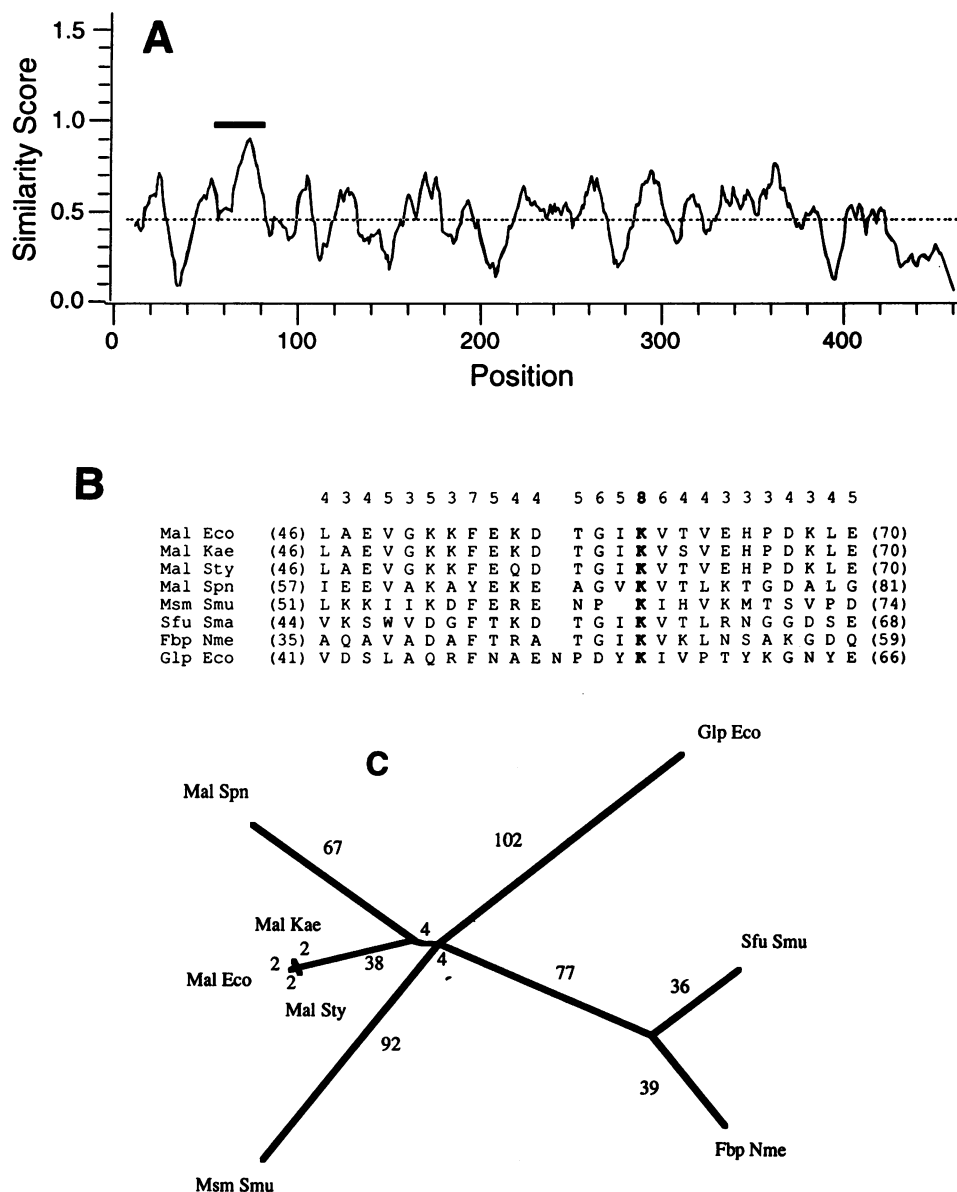 A
Similarity Score
1.5
1.0
0.5
0.0
0 100 200 300 400
Position
B
4 3 4 5 3 5 3 7 5 4 4 5 6 5 8 6 4 4 3 3 3 4 3 4 5
Mal Eco (46) L A E V G K K F E K D T G I K V T V E H P D K L E (70)
Mal Kae (46) L A E V G K K F E K D T G I K V S V E H P D K L E (70)
Mal Sty (46) L A E V G K K F E Q D T G I K V T V E H P D K L E (70)
Mal Spn (57) I E E V A K A Y E K E A G V K V T L K T G D A L G (81)
Msm Smu (51) L K K I I K D F E R E N P K I H V K M T S V P D (74)
Sfu Sma (44) V K S W V D G F T K D T G I K V T L R N G G D S E (68)
Fbp Nme (35) A Q A V A D A F T R A T G I K V K L N S A K G D Q (59)
Glp Eco (41) V D S L A Q R F N A E N P D Y K I V P T Y K G N Y E (66)
C
Glp Eco
Mal Spn
102
67
Mal Kae
4
Sfu Smu
2
2
Mal Eco
38
4
77
36
2
Mal Sty
92
39
Fbp Nme
Msm Smu